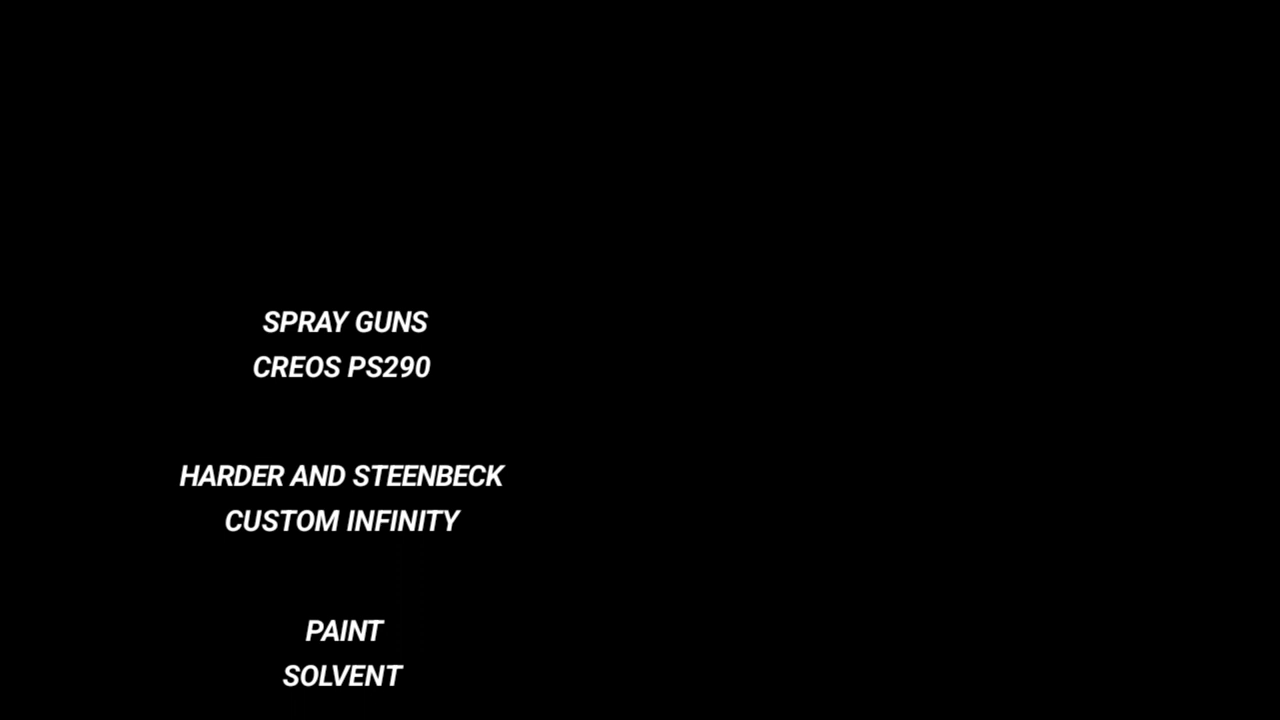 SPRAY GUNS
CREOS PS290
HARDER AND STEENBECK
CUSTOM INFINITY
PAINT
SOLVENT